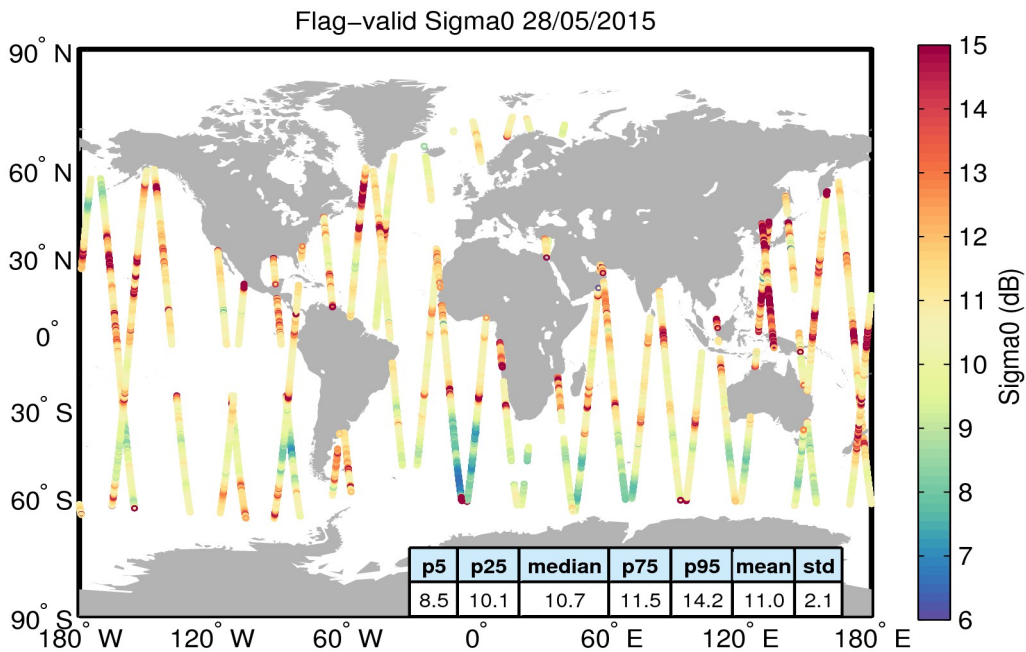 Flag−valid Sigma0 28/05/2015
90° N
60° N
30° N
0°
30° S
60° S
90° S
180° W
120° W
60° W
0°
60° E
120° E
180° E
p5 p25 median p75 p95 mean std
8.5 10.1 10.7 11.5 14.2 11.0 2.1
15
14
13
12
11
10
9
8
7
6
Sigma0 (dB)